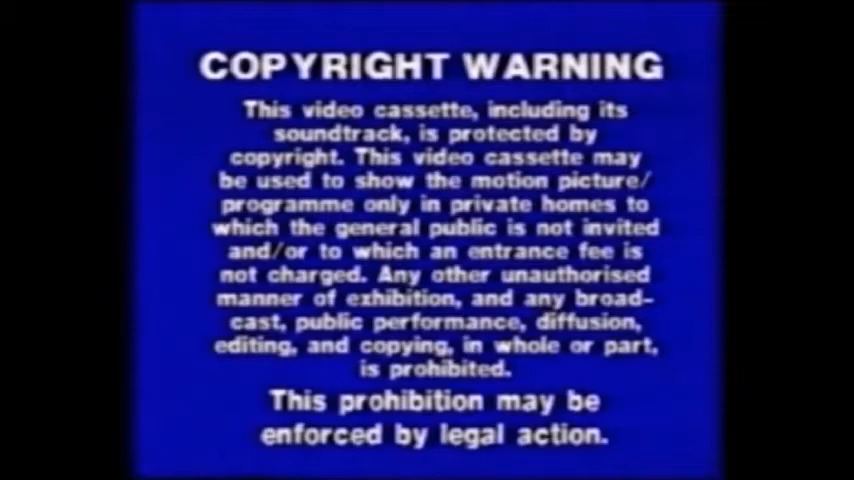 COPYRIGHT WARNING
This video cassette, including its
soundtrack, is protected by
copyright. This video cassette may
be used to show the motion picture/
programme only in private homes to
which the general public is not invited
and/or to which an entrance fee is
not charged. Any other unauthorised
manner of exhibition, and any broad-
cast, public performance, diffusion,
editing, and copying, in whole or part,
is prohibited.
This prohibition may be
enforced by legal action.